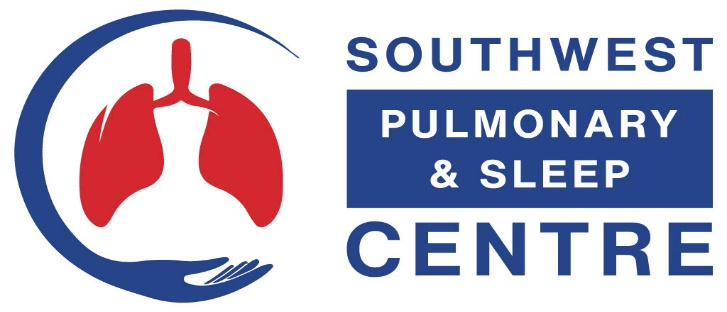 SOUTHWEST
PULMONARY
& SLEEP
CENTRE